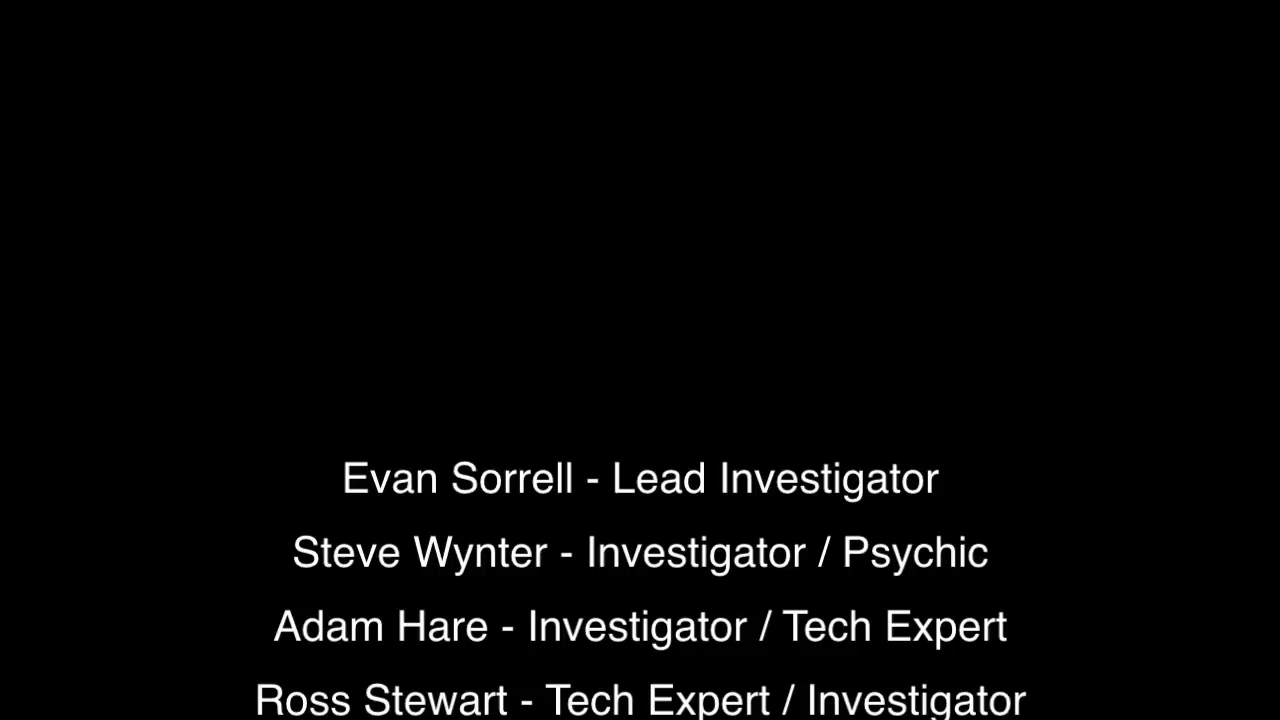 Evan Sorrell - Lead Investigator
Steve Wynter - Investigator / Psychic
Adam Hare - Investigator / Tech Expert
Ross Stewart - Tech Expert / Investigator